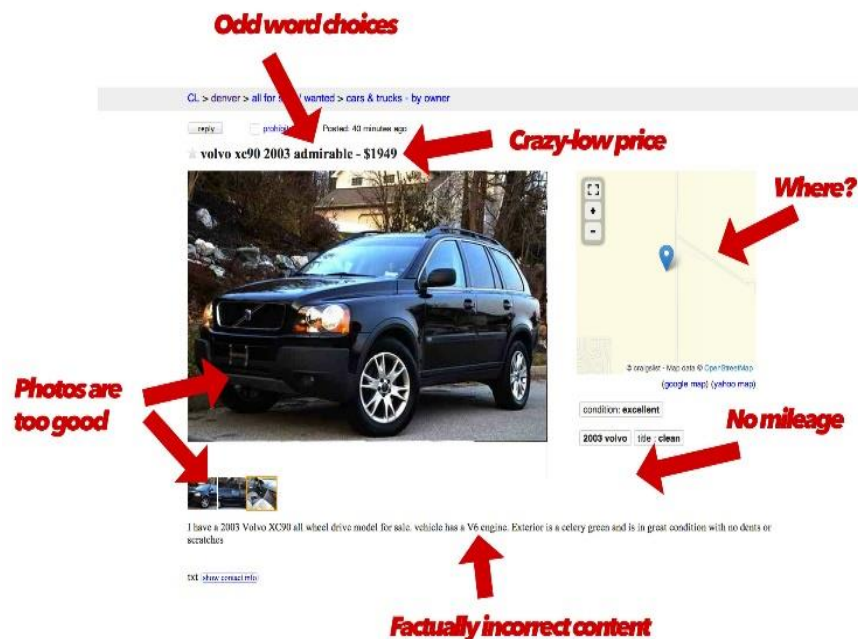 Odd word choices
CL > denver > all for sale / wanted > cars & trucks - by owner
reply
prohibit
Posted: 40 minutes ago
volvo xc90 2003 admirable - $1949
Crazy-low price
Where?
+
-
© craigslist - Map data © OpenStreetMap
(google map) (yahoo map)
Photos are
too good
condition: excellent
2003 volvo
title : clean
No mileage
I have a 2003 Volvo XC90 all wheel drive model for sale. vehicle has a V6 engine. Exterior is a celery green and is in great condition with no dents or
scratches
txt show contact info
Factually incorrect content